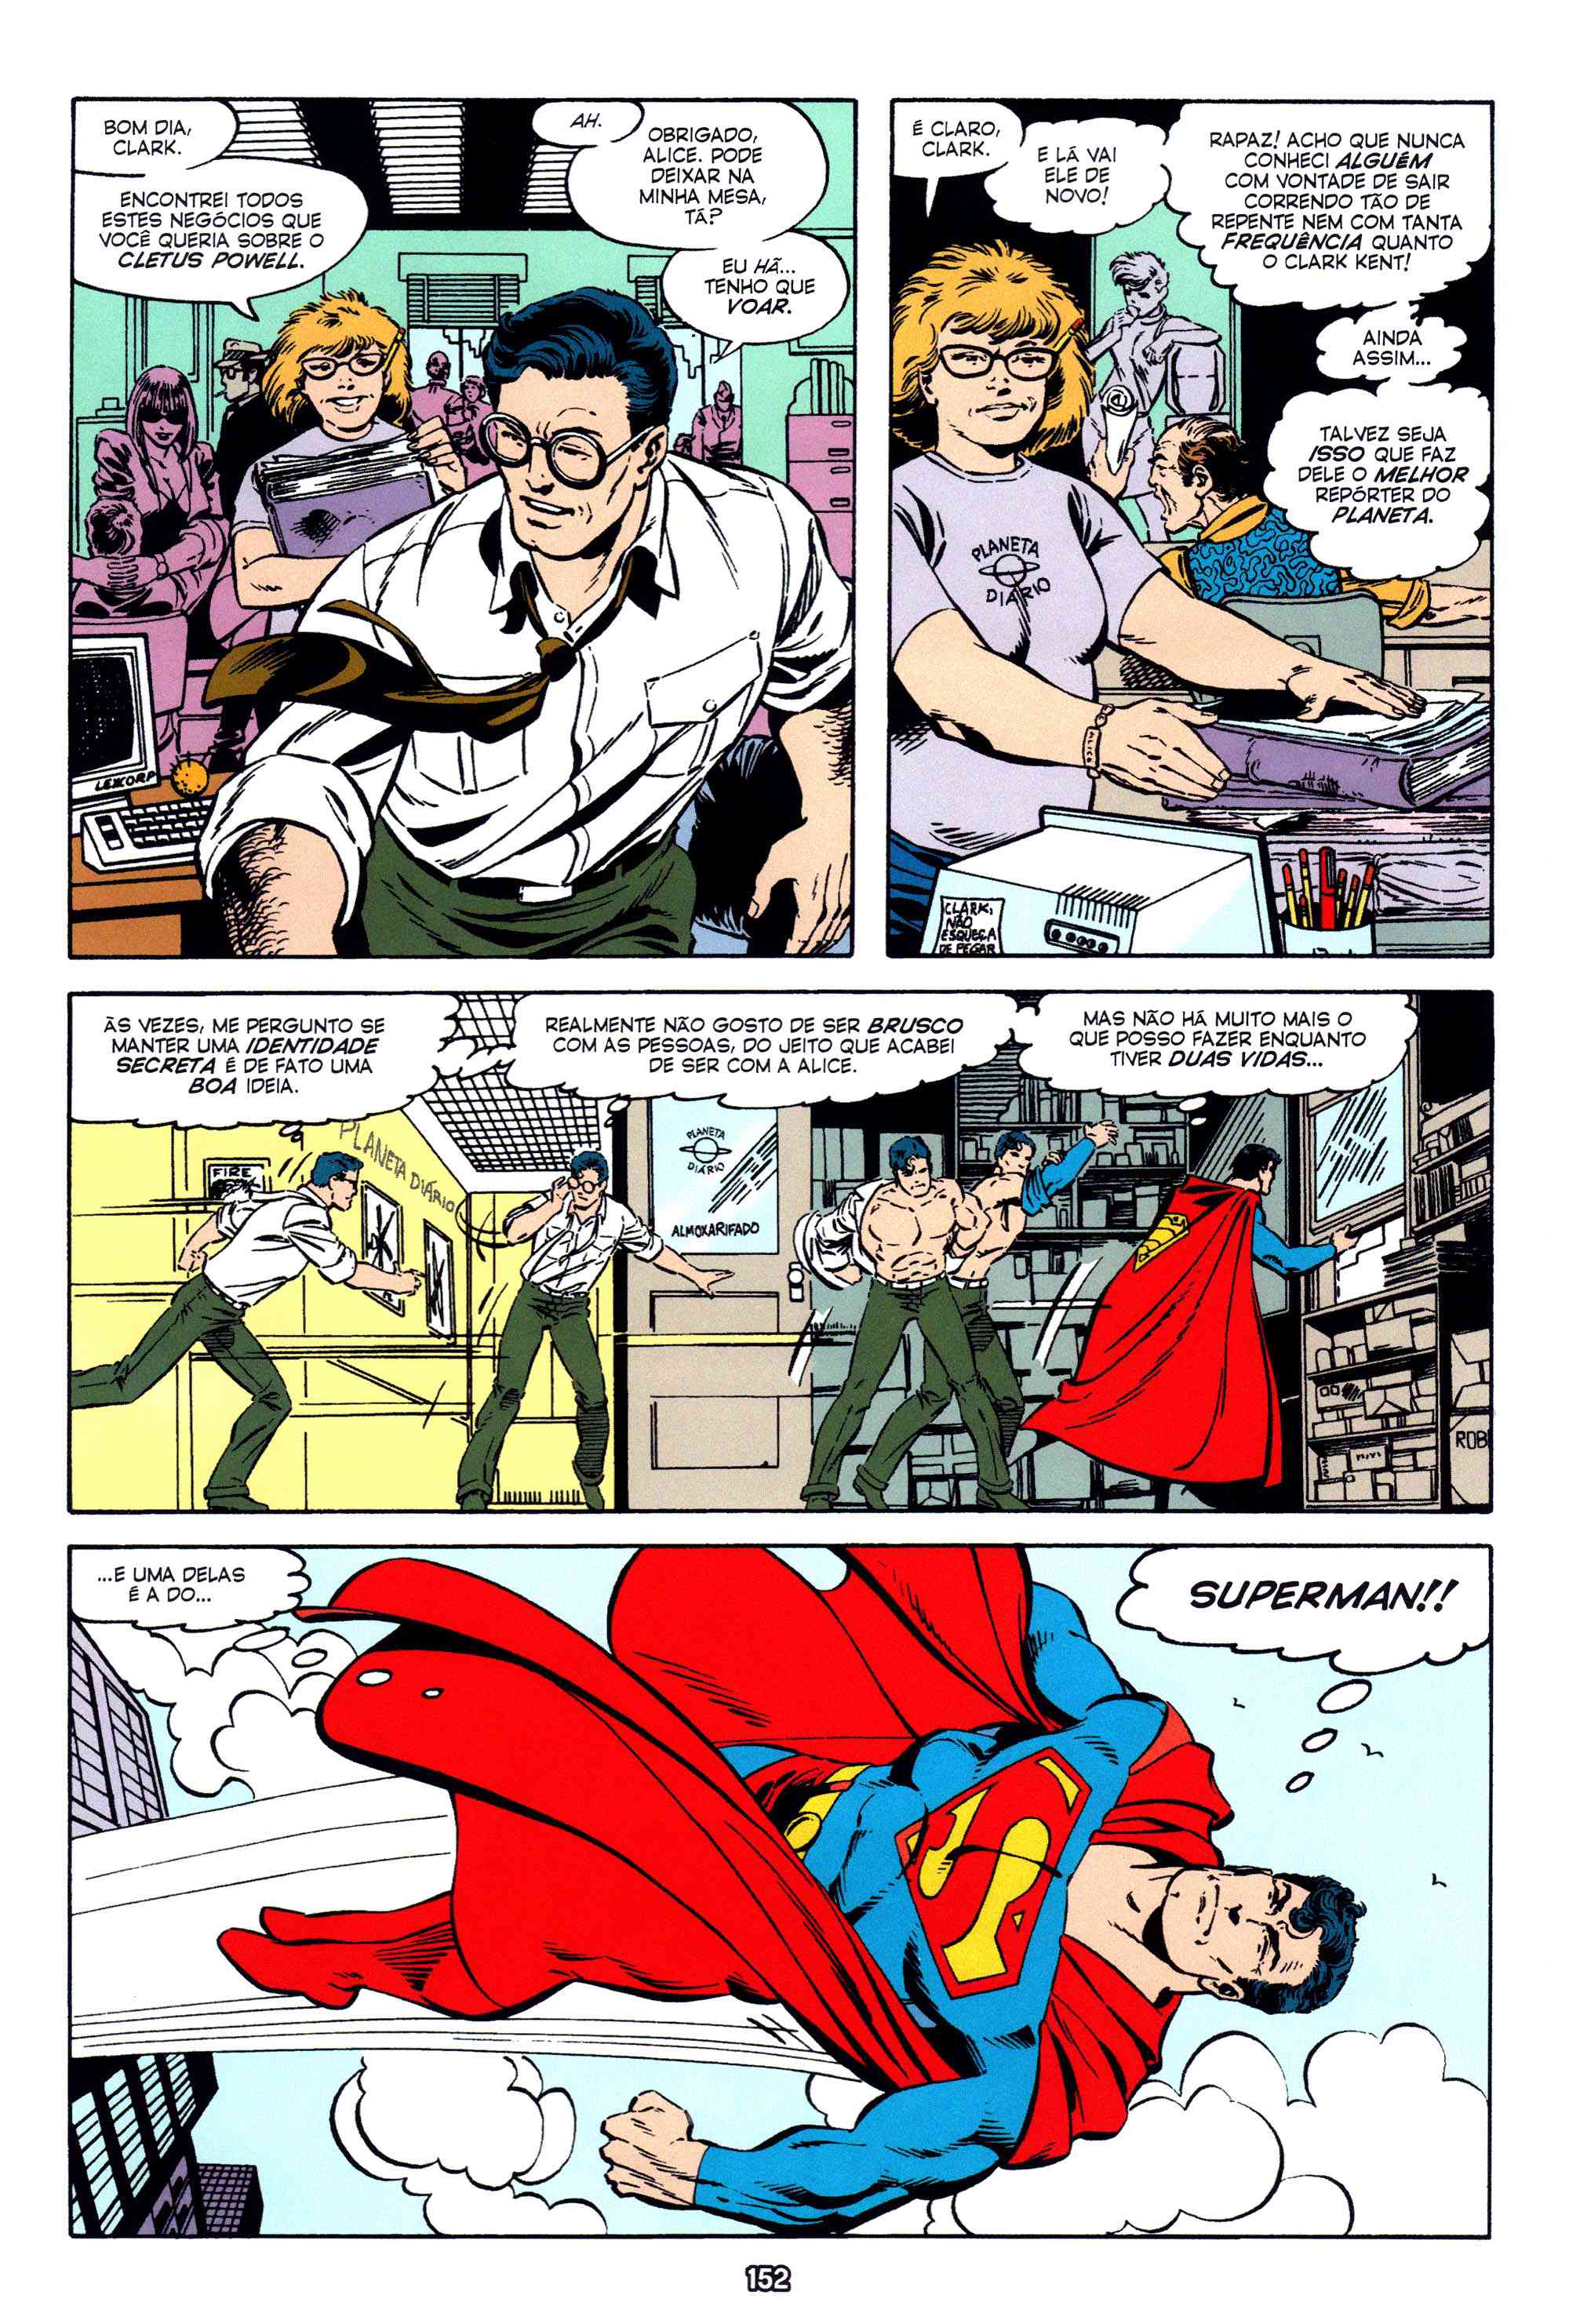 BOM DIA,
CLARK.
ENCONTREI TODOS
ESTES NEGÓCIOS QUE
VOCÊ QUERIA SOBRE O
CLETUS POWELL.
AH.
OBRIGADO,
ALICE. PODE
DEIXAR NA
MINHA MESA,
TÁ?
EU HÃ...
TENHO QUE
VOAR.
LEXCORP
É CLARO,
CLARK.
E LÁ VAI
ELE DE
NOVO!
RAPAZ! ACHO QUE NUNCA
CONHECI ALGUÉM
COM VONTADE DE SAIR
CORRENDO TÃO DE
REPENTE NEM COM TANTA
FREQUÊNCIA QUANTO
O CLARK KENT!
AINDA
ASSIM...
TALVEZ SEJA
ISSO QUE FAZ
DELE O MELHOR
REPÓRTER DO
PLANETA.
@
PLANETA
DIÁRIO
ALICE
CLARK,
NÃO
ESQUEÇA
DE PEGAR
ÀS VEZES, ME PERGUNTO SE
MANTER UMA IDENTIDADE
SECRETA É DE FATO UMA
BOA IDEIA.
REALMENTE NÃO GOSTO DE SER BRUSCO
COM AS PESSOAS, DO JEITO QUE ACABEI
DE SER COM A ALICE.
MAS NÃO HÁ MUITO MAIS O
QUE POSSO FAZER ENQUANTO
TIVER DUAS VIDAS...
FIRE
PLANETA DIÁRIO
PLANETA
DIÁRIO
ALMOXARIFADO
ROB
...E UMA DELAS
É A DO...
SUPERMAN!!
S
152